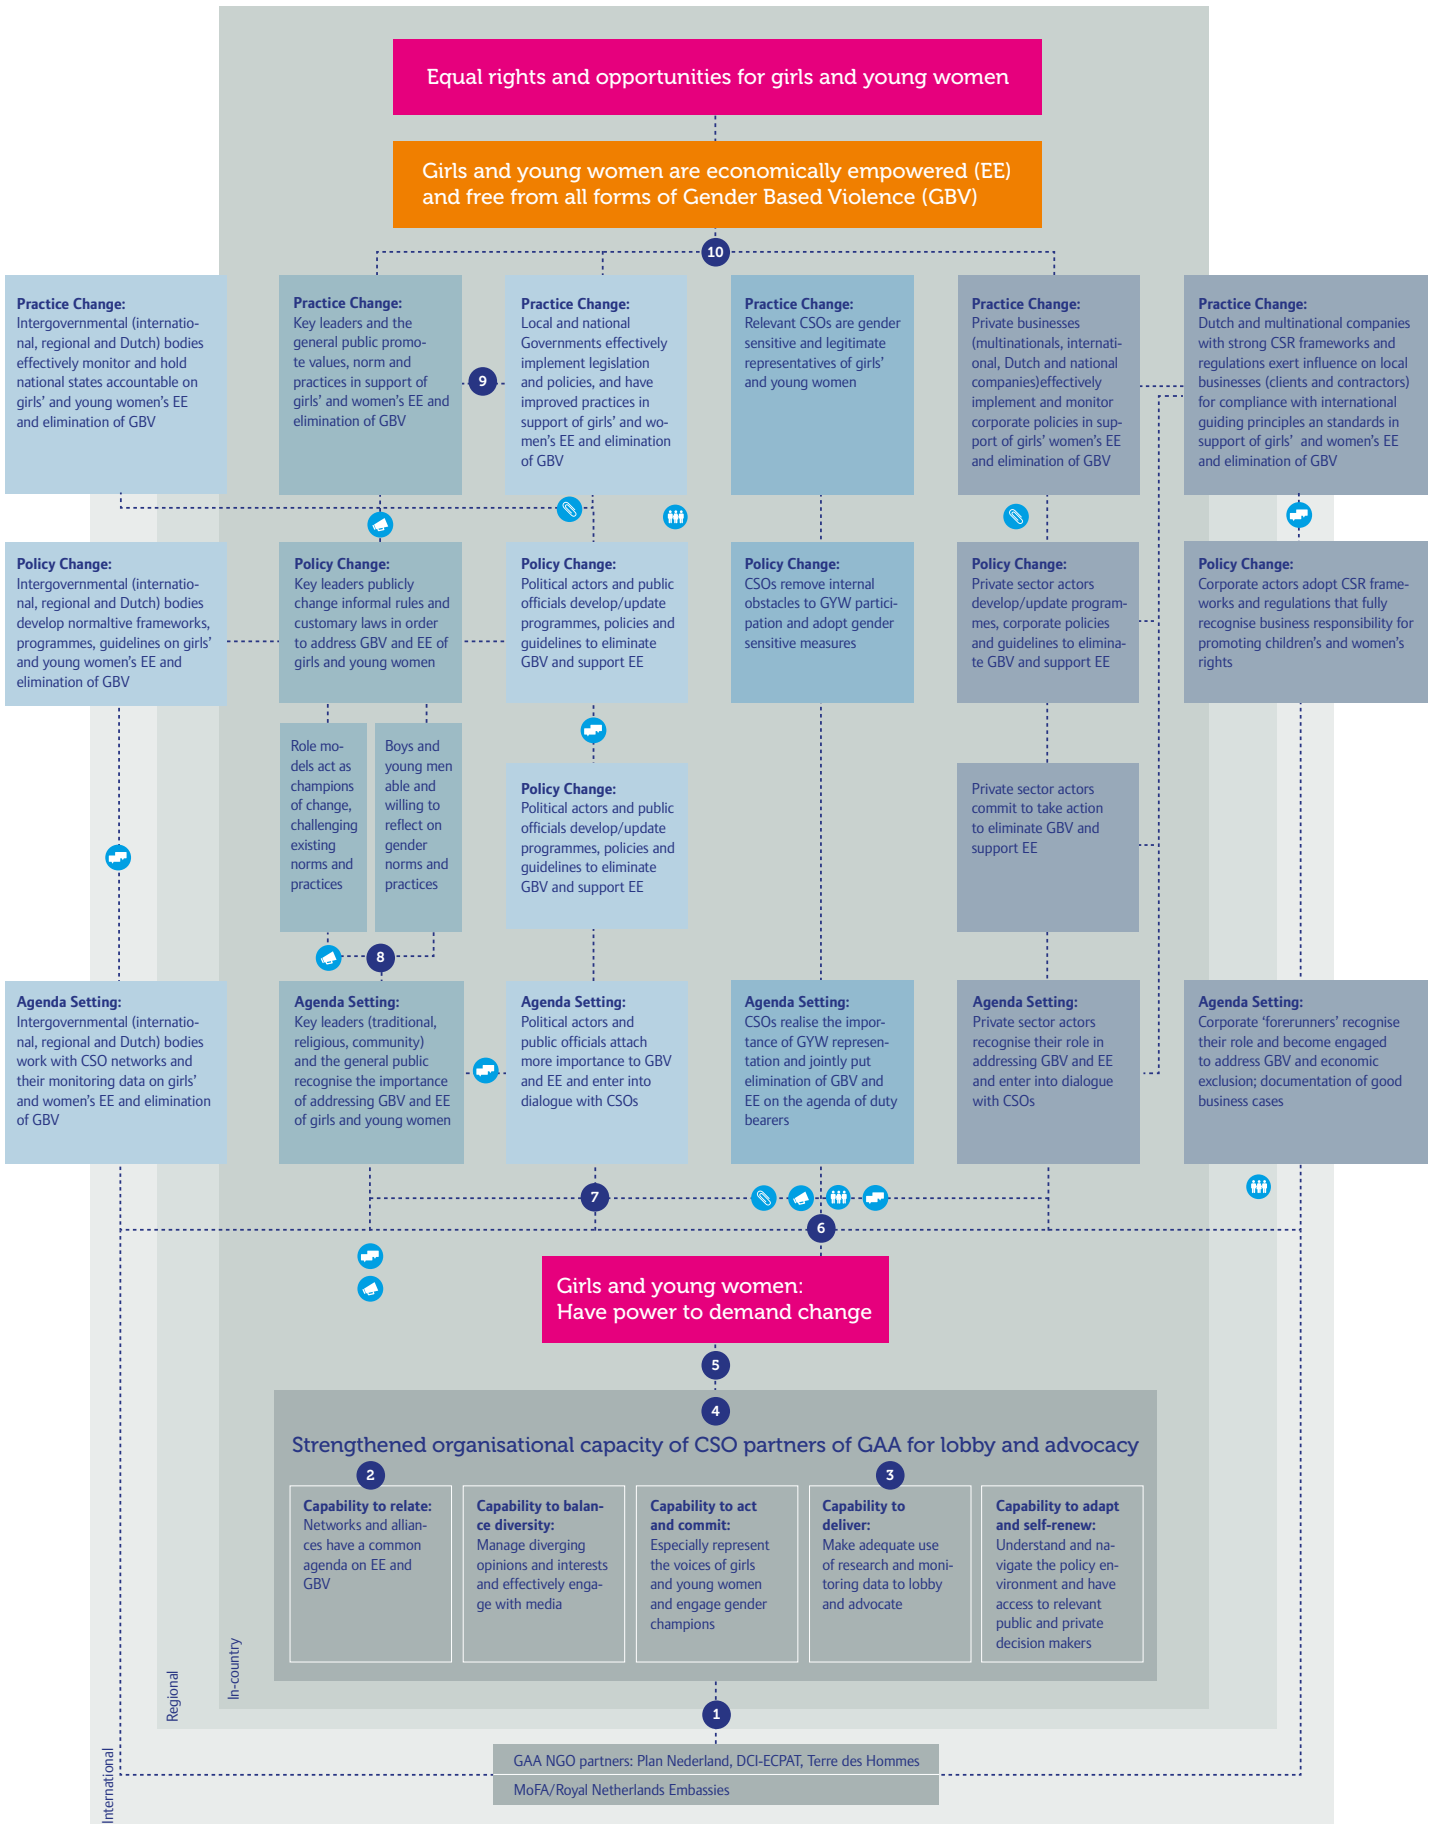 Equal rights and opportunities for girls and young women
Girls and young women are economically empowered (EE)
and free from all forms of Gender Based Violence (GBV)
10
Practice Change:
Intergovernmental (internatio-
nal, regional and Dutch) bodies
effectively monitor and hold
national states accountable on
girls' and young women's EE
and elimination of GBV
Practice Change:
Key leaders and the
general public promo-
te values, norm and
practices in support of
girls' and women's EE and
elimination of GBV
9
Practice Change:
Local and national
Governments effectively
implement legislation
and policies, and have
improved practices in
support of girls' and wo-
men's EE and elimination
of GBV
Practice Change:
Relevant CSOs are gender
sensitive and legitimate
representatives of girls'
and young women
Practice Change:
Private businesses
(multinationals, internati-
onal, Dutch and national
companies)effectively
implement and monitor
corporate policies in sup-
port of girls' women's EE
and elimination of GBV
Practice Change:
Dutch and multinational companies
with strong CSR frameworks and
regulations exert influence on local
businesses (clients and contractors)
for compliance with international
guiding principles an standards in
support of girls'  and women's EE
and elimination of GBV
Policy Change:
Intergovernmental (internatio-
nal, regional and Dutch) bodies
develop normaltive frameworks,
programmes, guidelines on girls'
and young women's EE and
elimination of GBV
Policy Change:
Key leaders publicly
change informal rules and
customary laws in order
to address GBV and EE of
girls and young women
Policy Change:
Political actors and public
officials develop/update
programmes, policies and
guidelines to eliminate
GBV and support EE
Policy Change:
CSOs remove internal
obstacles to GYW partici-
pation and adopt gender
sensitive measures
Policy Change:
Private sector actors
develop/update program-
mes, corporate policies
and guidelines to elimina-
te GBV and support EE
Policy Change:
Corporate actors adopt CSR frame-
works and regulations that fully
recognise business responsibility for
promoting children's and women's
rights
Role mo-
dels act as
champions
of change,
challenging
existing
norms and
practices
Boys and
young men
able and
willing to
reflect on
gender
norms and
practices
Policy Change:
Political actors and public
officials develop/update
programmes, policies and
guidelines to eliminate
GBV and support EE
Private sector actors
commit to take action
to eliminate GBV and
support EE
8
Agenda Setting:
Intergovernmental (internatio-
nal, regional and Dutch) bodies
work with CSO networks and
their monitoring data on girls'
and women's EE and elimination
of GBV
Agenda Setting:
Key leaders (traditional,
religious, community)
and the general public
recognise the importance
of addressing GBV and EE
of girls and young women
Agenda Setting:
Political actors and
public officials attach
more importance to GBV
and EE and enter into
dialogue with CSOs
Agenda Setting:
CSOs realise the impor-
tance of GYW represen-
tation and jointly put
elimination of GBV and
EE on the agenda of duty
bearers
Agenda Setting:
Private sector actors
recognise their role in
addressing GBV and EE
and enter into dialogue
with CSOs
Agenda Setting:
Corporate 'forerunners' recognise
their role and become engaged
to address GBV and economic
exclusion; documentation of good
business cases
7
6
Girls and young women:
Have power to demand change
5
4
Strengthened organisational capacity of CSO partners of GAA for lobby and advocacy
2
3
Capability to relate:
Networks and allian-
ces have a common
agenda on EE and
GBV
Capability to balan-
ce diversity:
Manage diverging
opinions and interests
and effectively enga-
ge with media
Capability to act
and commit:
Especially represent
the voices of girls
and young women
and engage gender
champions
Capability to
deliver:
Make adequate use
of research and moni-
toring data to lobby
and advocate
Capability to adapt
and self-renew:
Understand and na-
vigate the policy en-
vironment and have
access to relevant
public and private
decision makers
In-country
Regional
International
1
GAA NGO partners: Plan Nederland, DCI-ECPAT, Terre des Hommes
MoFA/Royal Netherlands Embassies